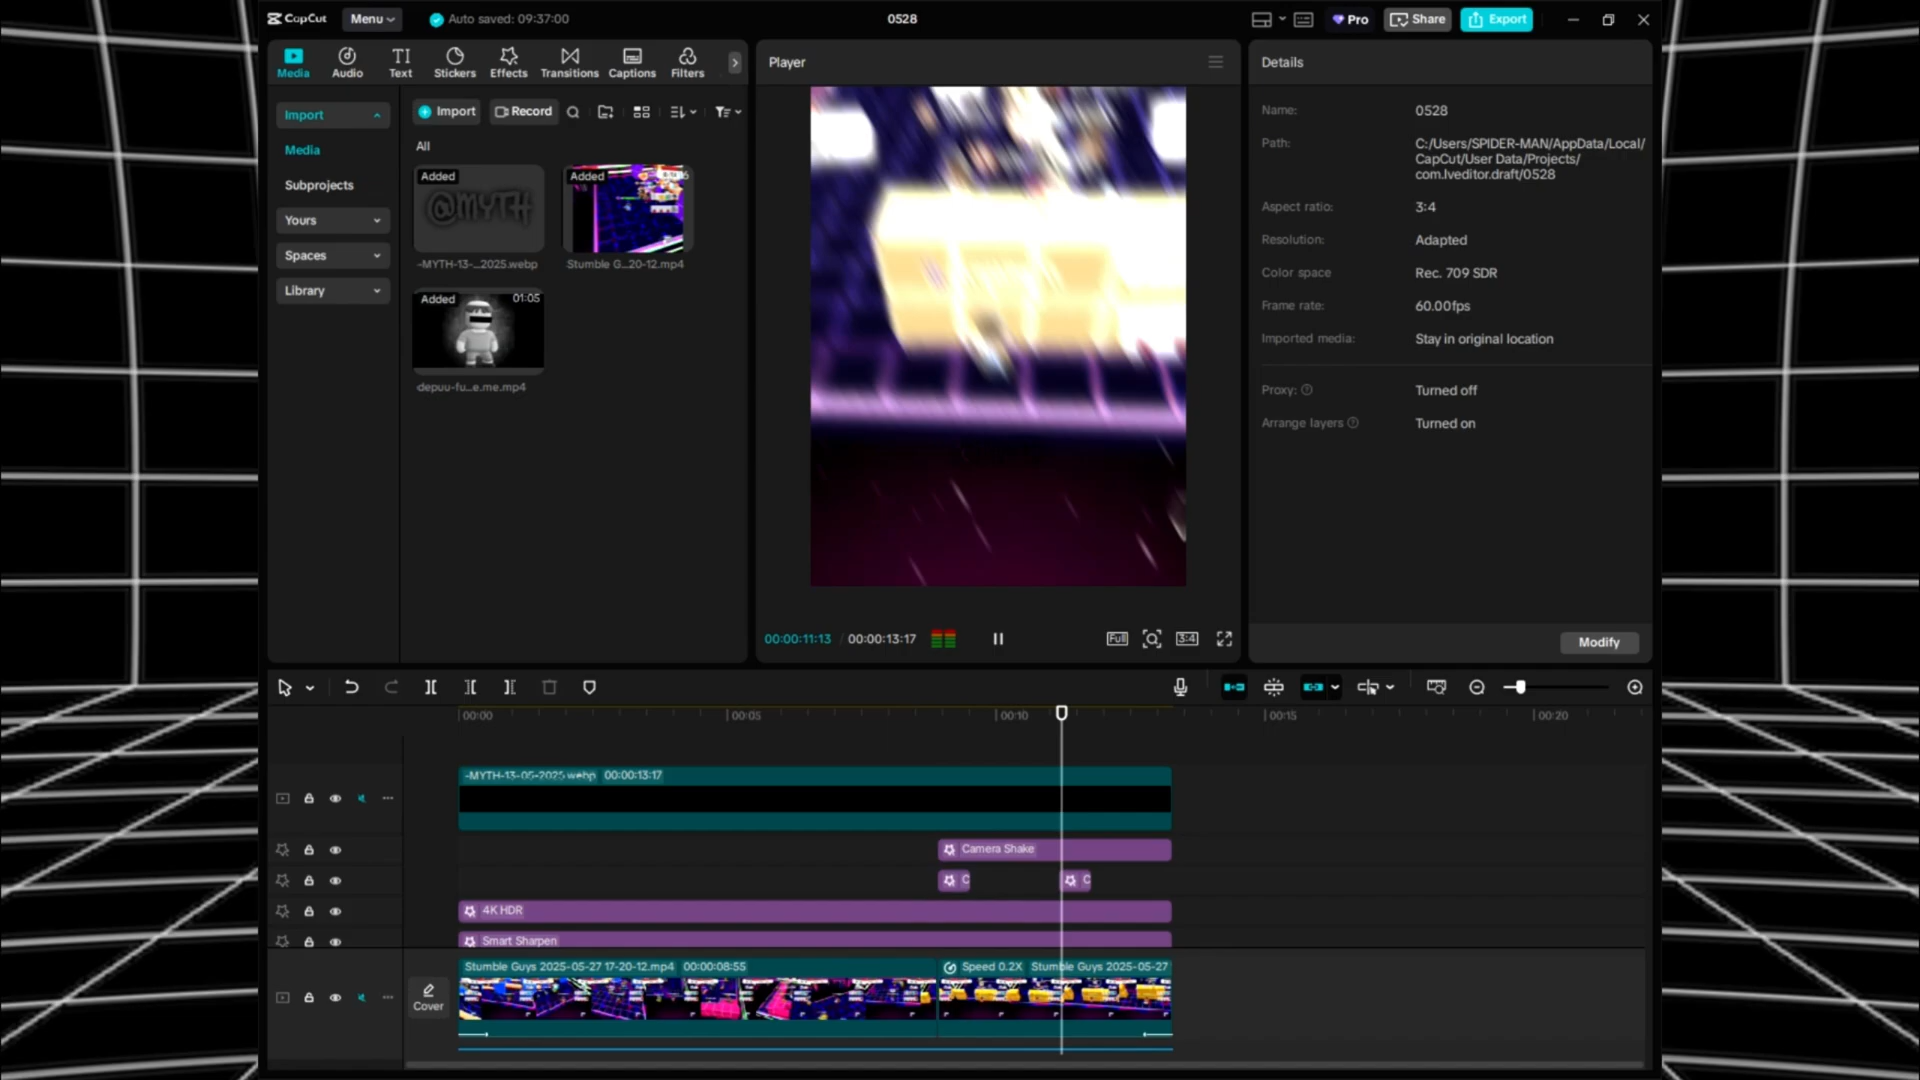 CapCut
Menu
Auto saved: 09:37:00
0528
Pro
Share
Export
Media
Audio
Text
Stickers
Effects
Transitions
Captions
Filters
Import
Media
Subprojects
Yours
Spaces
Library
Import
Record
All
Added
@MYTH
-MYTH-13-...2025.webp
Added
Stumble G...20-12.mp4
Added
01:05
depuu-fu...e.me.mp4
Player
00:00:11:13 / 00:00:13:17
Full
3:4
Details
Name: 0528
Path: C:/Users/SPIDER-MAN/AppData/Local/
CapCut/User Data/Projects/
com.lveditor.draft/0528
Aspect ratio: 3:4
Resolution: Adapted
Color space Rec. 709 SDR
Frame rate: 60.00fps
Imported media: Stay in original location
Proxy: Turned off
Arrange layers Turned on
Modify
00:00
00:05
00:10
00:15
00:20
-MYTH-13-05-2025.webp 00:00:13:17
Camera Shake
C
C
4K HDR
Smart Sharpen
Cover
Stumble Guys 2025-05-27 17-20-12.mp4 00:00:08:55
Speed 0.2X Stumble Guys 2025-05-27